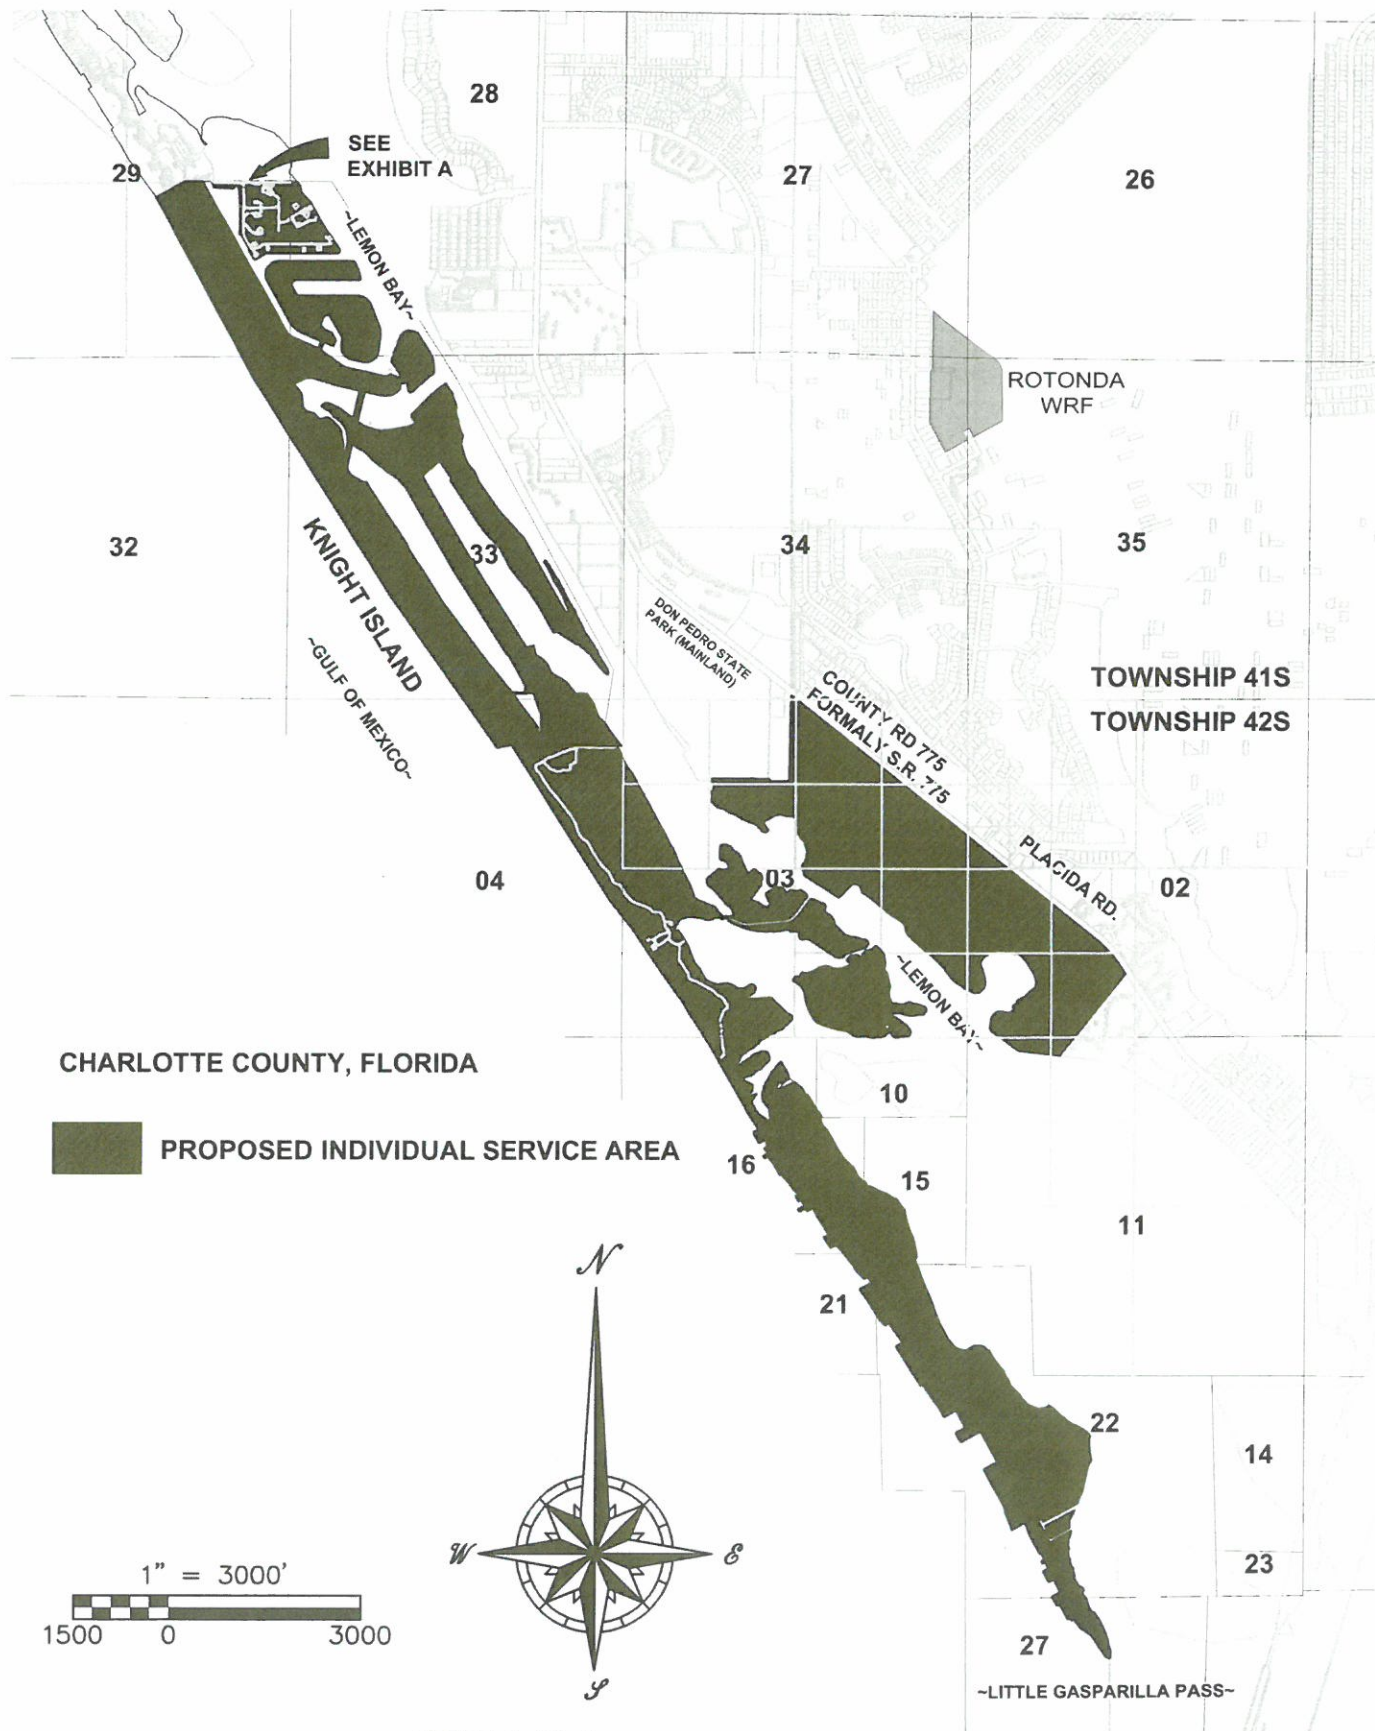 28
SEE
EXHIBIT A
29
27
26
~LEMON BAY~
ROTONDA
WRF
32
KNIGHT ISLAND
33
34
35
~GULF OF MEXICO~
DON PEDRO STATE
PARK (MAINLAND)
TOWNSHIP 41S
TOWNSHIP 42S
COUNTY RD 775
FORMALY S.R. 775
PLACIDA RD.
04
03
02
~LEMON BAY~
CHARLOTTE COUNTY, FLORIDA
PROPOSED INDIVIDUAL SERVICE AREA
10
16
15
11
21
22
14
23
27
N
W
E
S
1" = 3000'
1500 0 3000
~LITTLE GASPARILLA PASS~